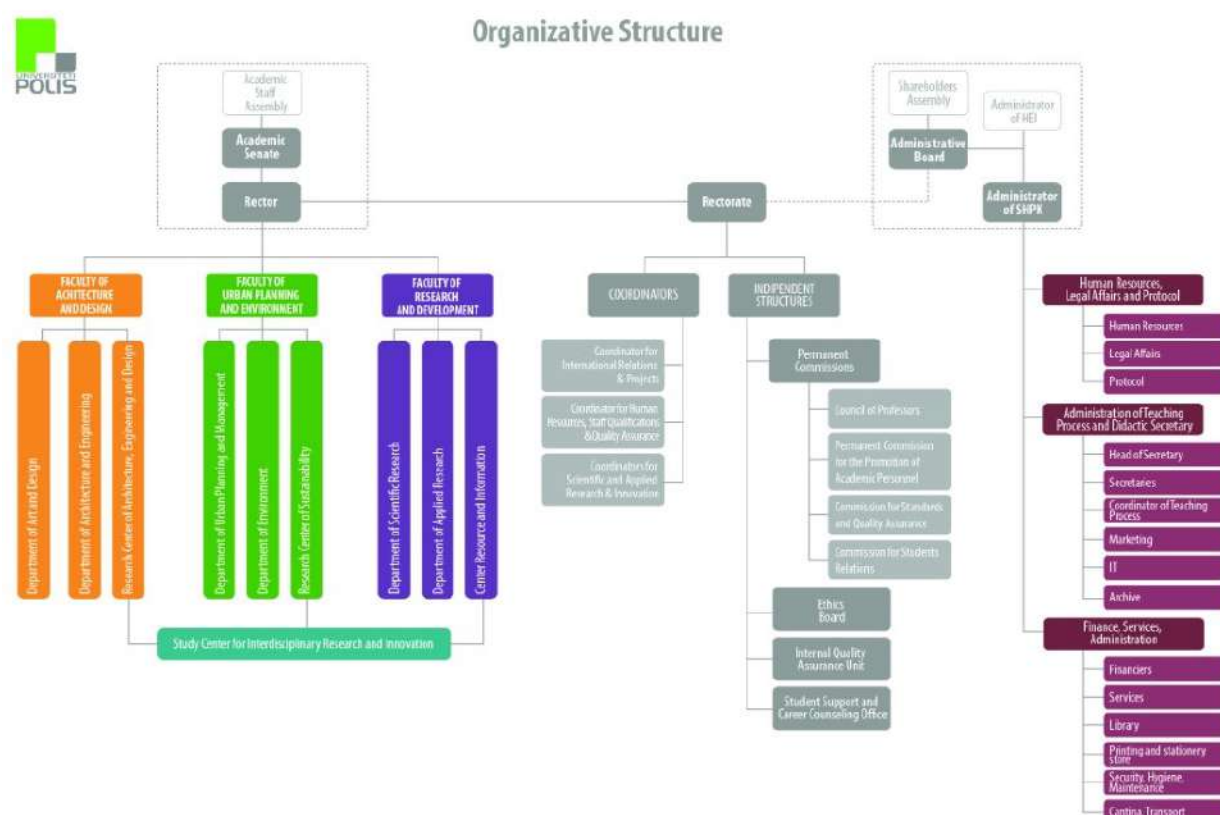 Organizative Structure
UNIVERSITETI
POLIS
Academic
Staff
Assembly
Academic
Senate
Rector
Rectorate
Shareholders
Assembly
Administrator
of HEI
Administrative
Board
Administrator
of SHPK
FACULTY OF
ACHITECTURE
AND DESIGN
FACULTY OF
URBAN PLANNING
AND ENVIRONMENT
FACULTY OF
RESEARCH
AND DEVELOPMENT
Department of Art and Design
Department of Architecture and Engineering
Research Center of Architecture, Engineering and Design
Department of Urban Planning and Management
Department of Environment
Research Center of Sustainability
Department of Scientific Research
Department of Applied Research
Center Resource and Information
Study Center for Interdisciplinary Research and Innovation
COORDINATORS
Coordinator for
International Relations
& Projects
Coordinator for Human
Resources, Staff Qualifications
& Quality Assurance
Coordinators for
Scientific and Applied
Research & Innovation
INDIPENDENT
STRUCTURES
Permanent
Commissions
Council of Professors
Permanent Commission
for the Promotion of
Academic Personnel
Commission for Standards
and Quality Assurance
Commission for Students
Relations
Ethics
Board
Internal Quality
Assurance Unit
Student Support and
Career Counseling Office
Human Resources,
Legal Affairs and Protocol
Human Resources
Legal Affairs
Protocol
Administration of Teaching
Process and Didactic Secretary
Head of Secretary
Secretaries
Coordinator of Teaching
Process
Marketing
IT
Archive
Finance, Services,
Administration
Financiers
Services
Library
Printing and stationery
store
Security, Hygiene,
Maintenance
Cantina, Transport